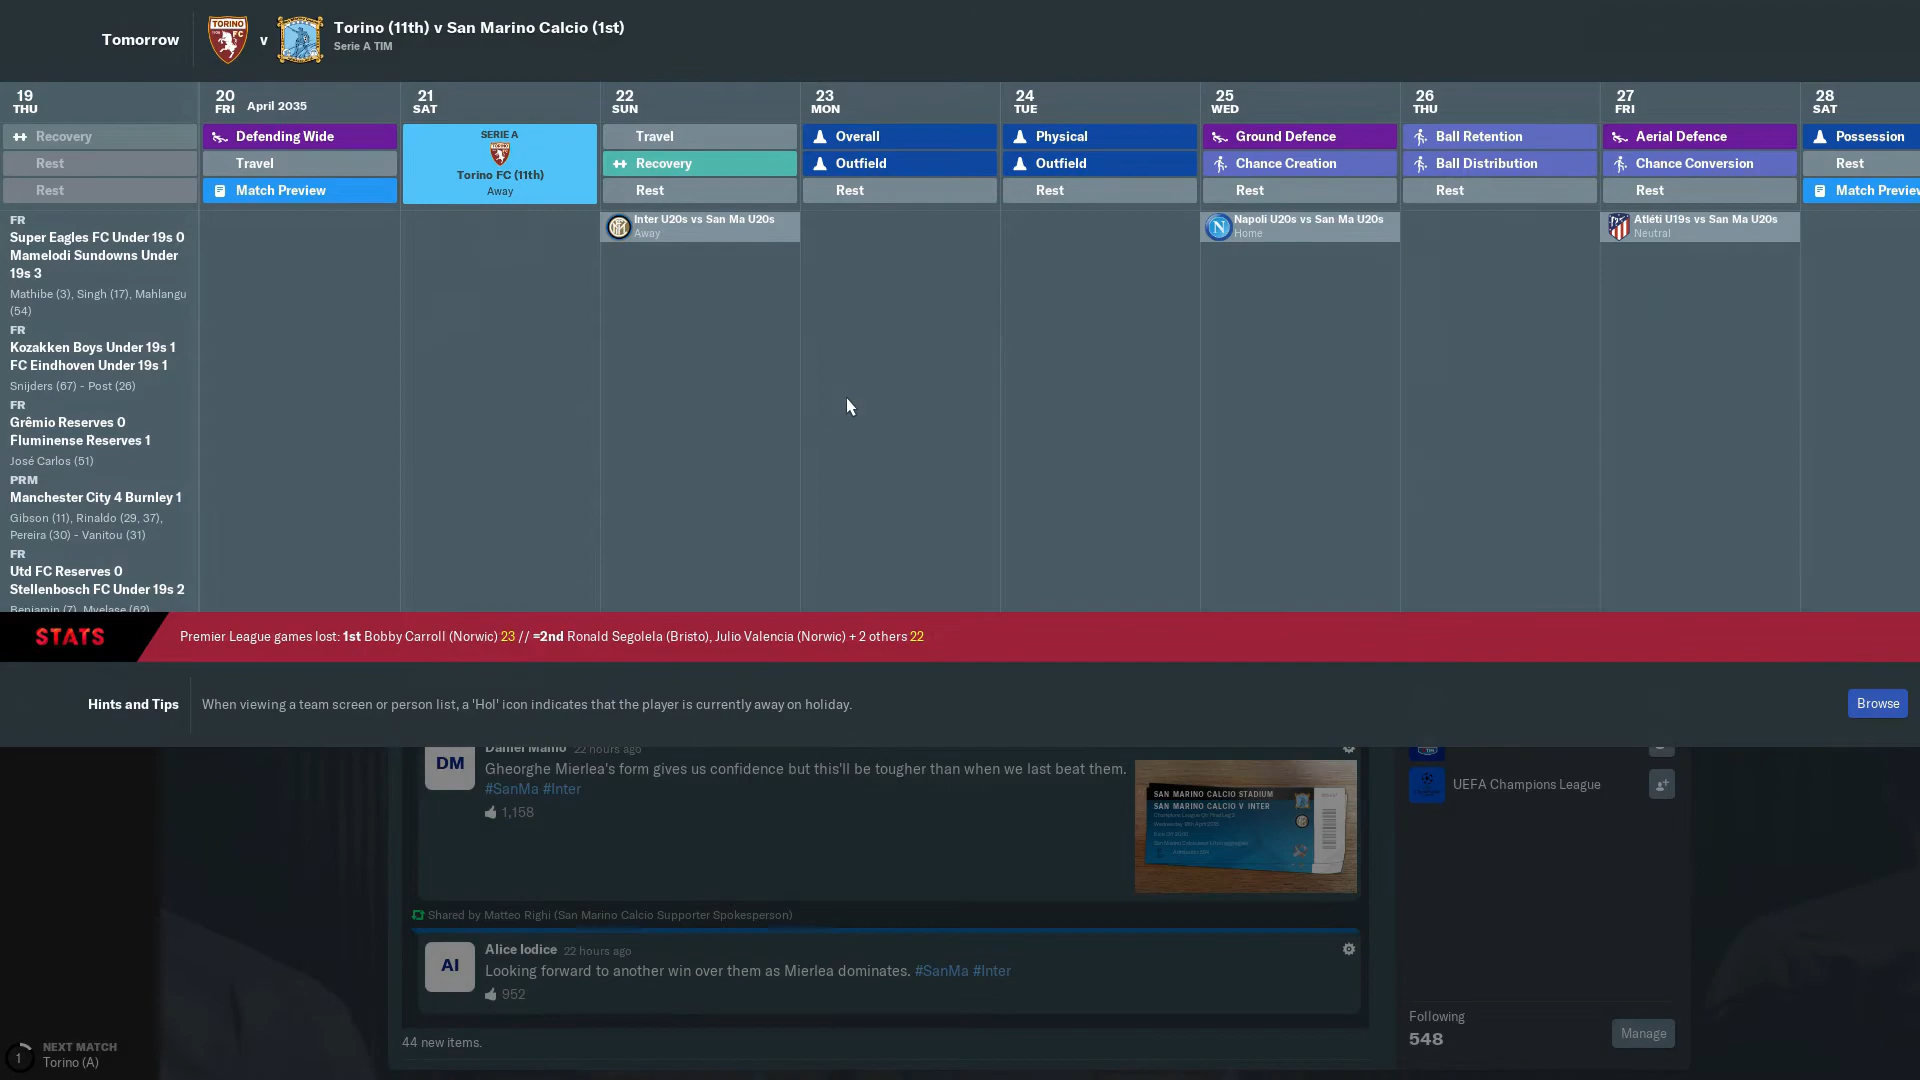 Tomorrow
TORINO FC
v
Torino (11th) v San Marino Calcio (1st)
Serie A TIM
19
THU
20
FRI April 2035
21
SAT
22
SUN
23
MON
24
TUE
25
WED
26
THU
27
FRI
28
SAT
Recovery
Rest
Rest
Defending Wide
Travel
Match Preview
SERIE A
Torino FC (11th)
Away
Travel
Recovery
Rest
Overall
Outfield
Rest
Physical
Outfield
Rest
Ground Defence
Chance Creation
Rest
Ball Retention
Ball Distribution
Rest
Aerial Defence
Chance Conversion
Rest
Possession
Rest
Match Preview
Inter U20s vs San Ma U20s
Away
Napoli U20s vs San Ma U20s
Home
Atléti U19s vs San Ma U20s
Neutral
FR
Super Eagles FC Under 19s 0
Mamelodi Sundowns Under
19s 3
Mathibe (3), Singh (17), Mahlangu
(54)
FR
Kozakken Boys Under 19s 1
FC Eindhoven Under 19s 1
Snijders (67) - Post (26)
FR
Grêmio Reserves 0
Fluminense Reserves 1
José Carlos (51)
PRM
Manchester City 4 Burnley 1
Gibson (11), Rinaldo (29, 37),
Pereira (30) - Vanitou (31)
FR
Utd FC Reserves 0
Stellenbosch FC Under 19s 2
Benjamin (7), Myelase (62)
STATS
Premier League games lost: 1st Bobby Carroll (Norwic) 23 // =2nd Ronald Segolela (Bristo), Julio Valencia (Norwic) + 2 others 22
Hints and Tips
When viewing a team screen or person list, a 'Hol' icon indicates that the player is currently away on holiday.
Browse
DM
22 hours ago
Gheorghe Mierlea's form gives us confidence but this'll be tougher than when we last beat them.
#SanMa #Inter
1,158
SAN MARINO CALCIO STADIUM
SAN MARINO CALCIO V INTER
UEFA Champions League
Shared by Matteo Righi (San Marino Calcio Supporter Spokesperson)
AI
Alice Iodice 22 hours ago
Looking forward to another win over them as Mierlea dominates. #SanMa #Inter
952
44 new items.
Following
548
Manage
1
NEXT MATCH
Torino (A)